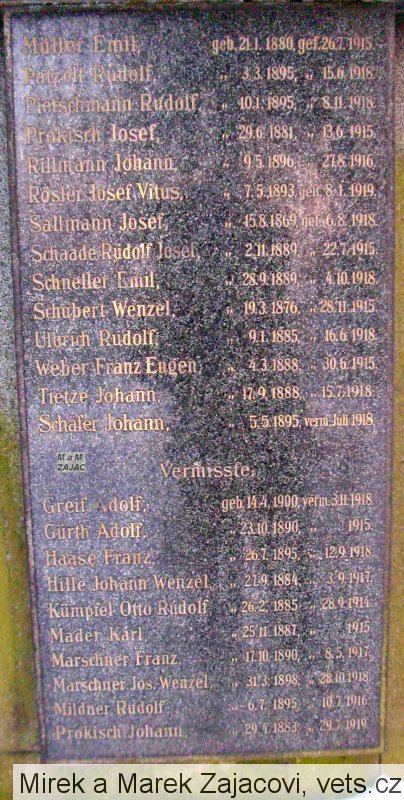 Müller Emil, geb. 21.1. 1880, gef. 26.7. 1915.
Patzelt Rudolf, „ 3.3. 1895, „ 15.6. 1918.
Pietschmann Rudolf, „ 10.1. 1895, „ 8.11. 1918.
Prokisch Josef, „ 29.6. 1881, „ 13.6. 1915.
Rillmann Johann, „ 9.5. 1896, „ 27.8. 1916.
Rösler Josef Vitus, „ 7.5. 1893, 8.1. 1919.
Sallmann Josef, „ 15.8. 1869, gef. 6.8. 1918.
Schaade Rudolf Josef, „ 2.11. 1889, „ 22.7. 1915.
Schneller Emil, „ 28.9. 1889, „ 4.10. 1918.
Schubert Wenzel, „ 19.3. 1876, „ 28.11. 1915.
Ulbrich Rudolf, „ 9.1. 1885, „ 16.6. 1918.
Weber Franz Eugen, „ 4.3. 1888, „ 30.6. 1915.
Tietze Johann, „ 17.9. 1888, „ 15.7. 1918.
Schäfer Johann, „ 5.5. 1895, verm. Juli 1918.
M a M
ZAJAC
Vermisste.
Greif Adolf, geb. 14.4. 1900, verm. 3.11. 1918.
Gürth Adolf, „ 23.10. 1890, „ 1915.
Haase Franz, „ 26.7. 1895, „ 12.9. 1918.
Hille Johann Wenzel, „ 27.9. 1884, „ 3.9. 1917.
Kümpfel Otto Rudolf „ 26.2. 1885 „ 28.9. 1914.
Mader Karl, „ 25.11. 1887, „ 1915
Marschner Franz, „ 17.10. 1890, „ 8.5. 1917.
Marschner Jos. Wenzel, „ 31.3. 1898, „ 28.10. 1918.
Mildner Rudolf, „ 6.7. 1895, „ 10.7. 1916.
Prokisch Johann, „ 29.4. 1883, „ 29.7. 1919.
Mirek a Marek Zajacovi, vets.cz